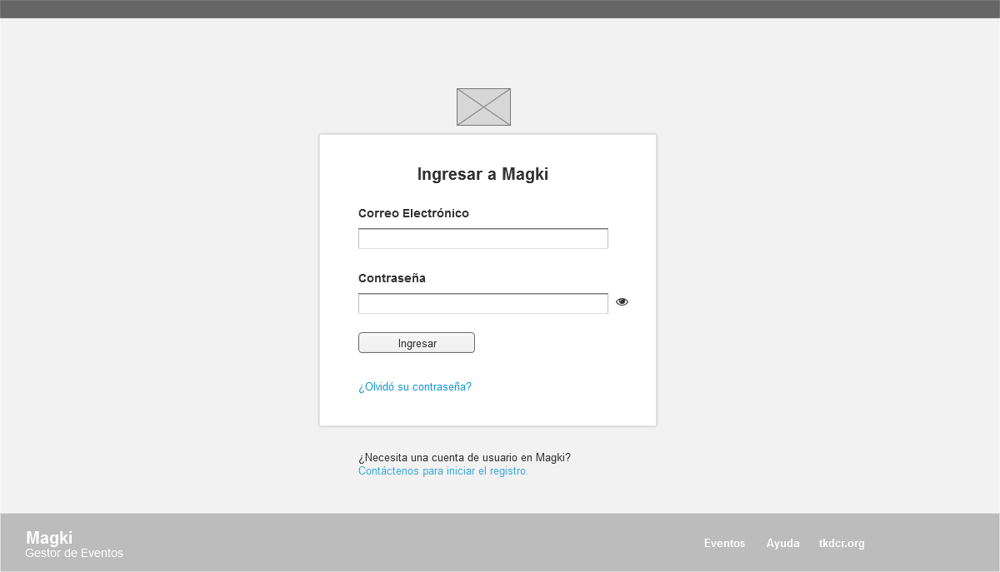 Ingresar a Magki
Correo Electrónico
Contraseña
Ingresar
¿Olvidó su contraseña?
¿Necesita una cuenta de usuario en Magki?
Contáctenos para iniciar el registro.
Magki
Gestor de Eventos
Eventos Ayuda tkdcr.org